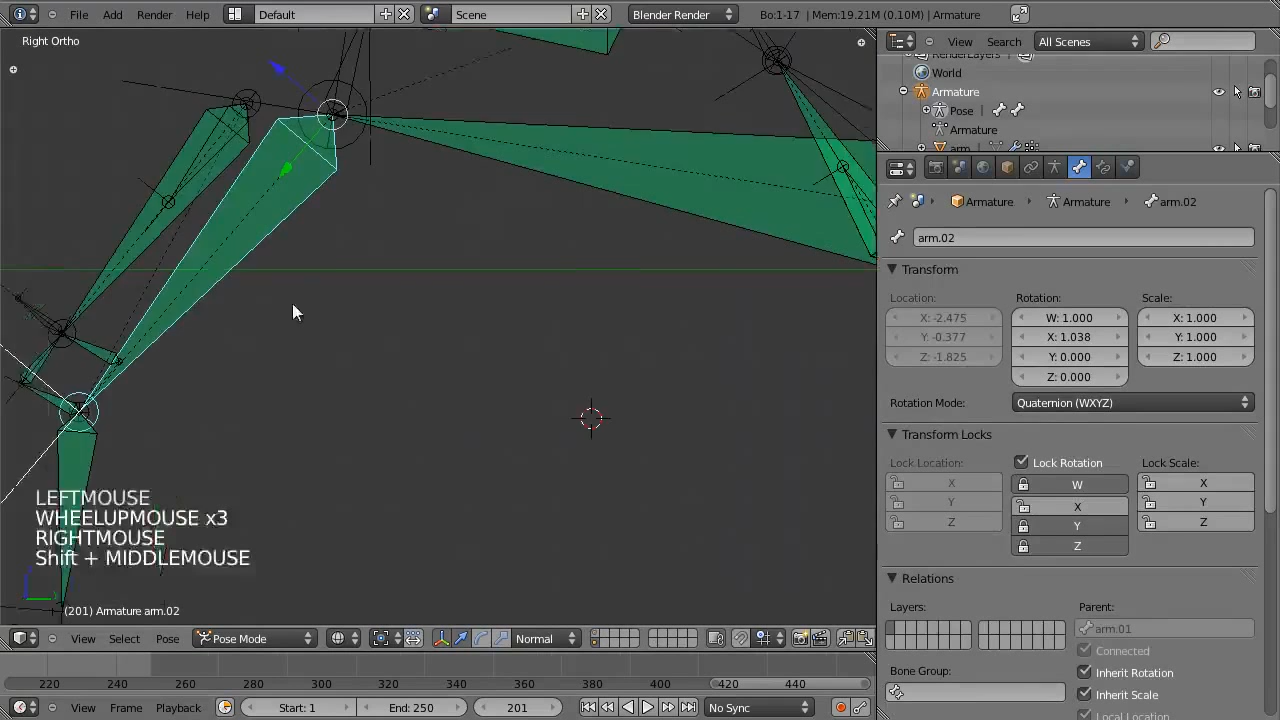 File Add Render Help Default Scene Blender Render Bo:1-17 | Mem:19.21M (0.10M) | Armature
Right Ortho
View Search All Scenes
RenderLayers
World
Armature
Pose
Armature
arm
Armature Armature arm.02
arm.02
Transform
Location: Rotation: Scale:
X: -2.475 W: 1.000 X: 1.000
Y: -0.377 X: 1.038 Y: 1.000
Z: -1.825 Y: 0.000 Z: 1.000
Z: 0.000
Rotation Mode: Quaternion (WXYZ)
Transform Locks
Lock Location: Lock Rotation Lock Scale:
X W X
Y X Y
Z Y Z
Z
Relations
Layers: Parent:
arm.01
Connected
Bone Group: Inherit Rotation
Inherit Scale
Local Location
LEFTMOUSE
WHEELUPMOUSE x3
RIGHTMOUSE
Shift + MIDDLEMOUSE
(201) Armature arm.02
View Select Pose Pose Mode Normal
220 240 260 280 300 320 340 360 380 400 420 440
View Frame Playback Start: 1 End: 250 201 No Sync